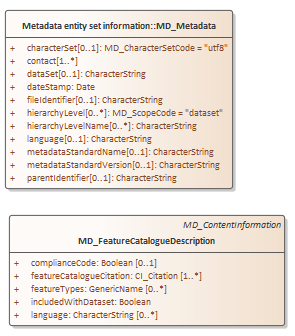 Metadata entity set information::MD_Metadata
+ characterSet[0..1]: MD_CharacterSetCode = "utf8"
+ contact[1..*]
+ dataSet[0..1]: CharacterString
+ dateStamp: Date
+ fileIdentifier[0..1]: CharacterString
+ hierarchyLevel[0..*]: MD_ScopeCode = "dataset"
+ hierarchyLevelName[0..*]: CharacterString
+ language[0..1]: CharacterString
+ metadataStandardName[0..1]: CharacterString
+ metadataStandardVersion[0..1]: CharacterString
+ parentIdentifier[0..1]: CharacterString
MD_ContentInformation
MD_FeatureCatalogueDescription
+ complianceCode: Boolean [0..1]
+ featureCatalogueCitation: CI_Citation [1..*]
+ featureTypes: GenericName [0..*]
+ includedWithDataset: Boolean
+ language: CharacterString [0..*]